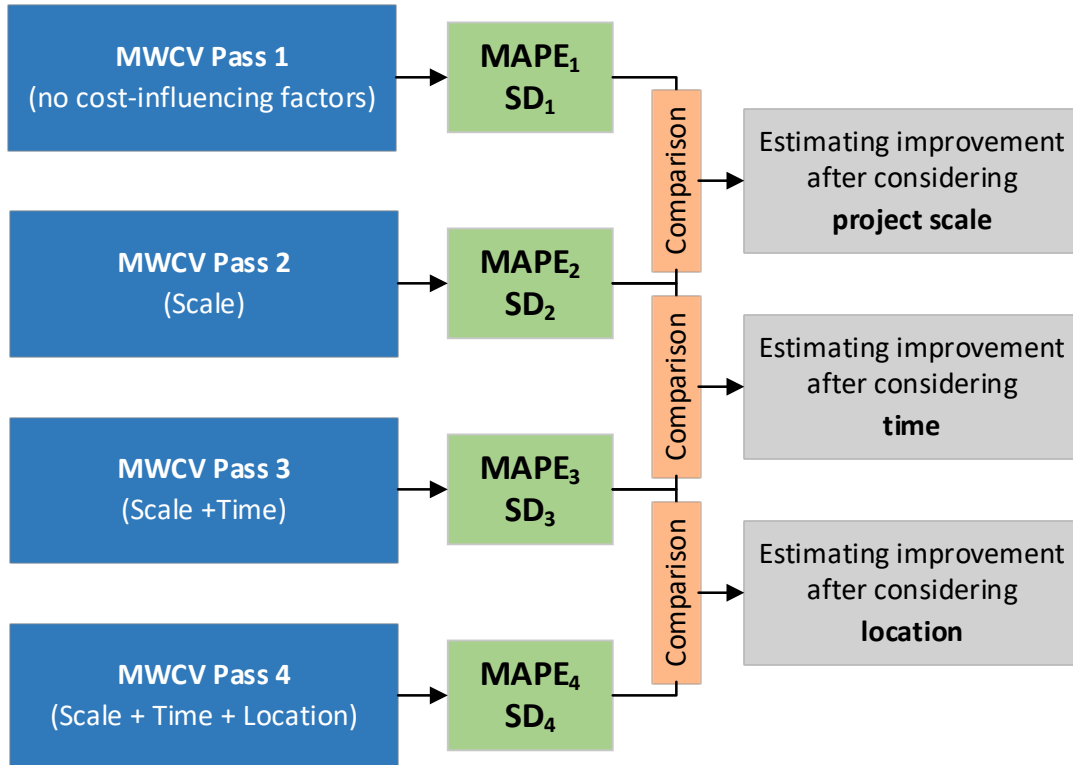 MWCV Pass 1
(no cost-influencing factors)
MAPE₁
SD₁
Comparison
Estimating improvement
after considering
project scale
MWCV Pass 2
(Scale)
MAPE₂
SD₂
Comparison
Estimating improvement
after considering
time
MWCV Pass 3
(Scale +Time)
MAPE₃
SD₃
Comparison
Estimating improvement
after considering
location
MWCV Pass 4
(Scale + Time + Location)
MAPE₄
SD₄